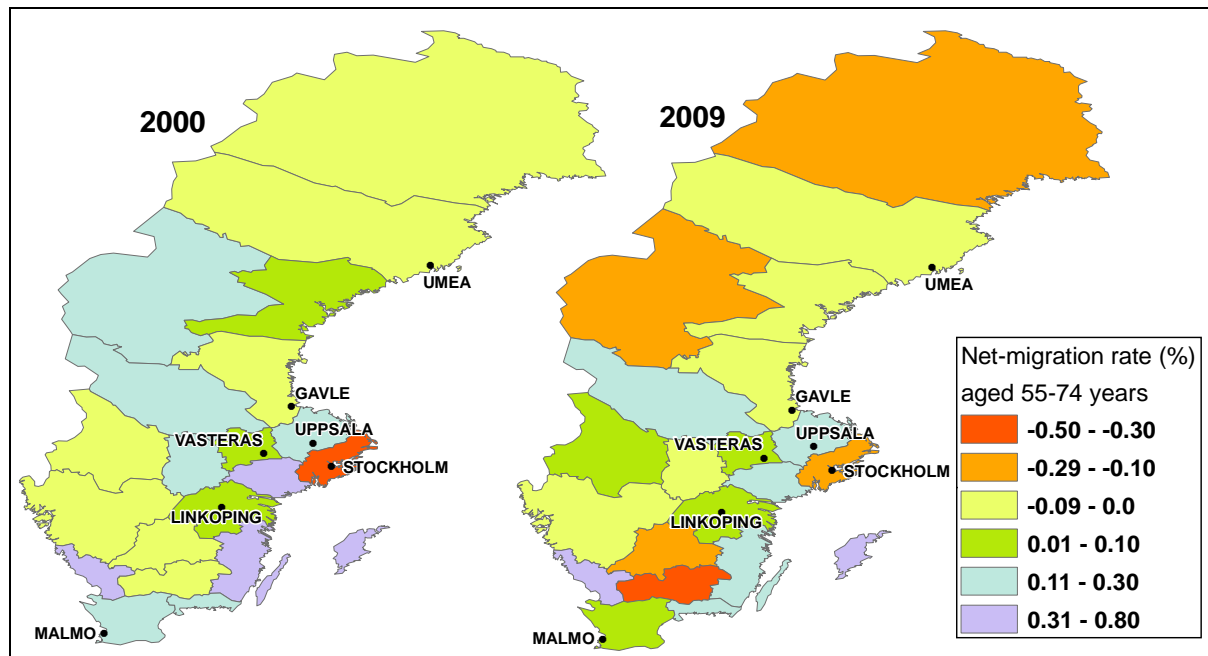 2000
2009
UMEA
GAVLE
UPPSALA
VASTERAS
STOCKHOLM
LINKOPING
MALMO
UMEA
GAVLE
UPPSALA
VASTERAS
STOCKHOLM
LINKOPING
MALMO
Net-migration rate (%)
aged 55-74 years
-0.50 - -0.30
-0.29 - -0.10
-0.09 - 0.0
0.01 - 0.10
0.11 - 0.30
0.31 - 0.80